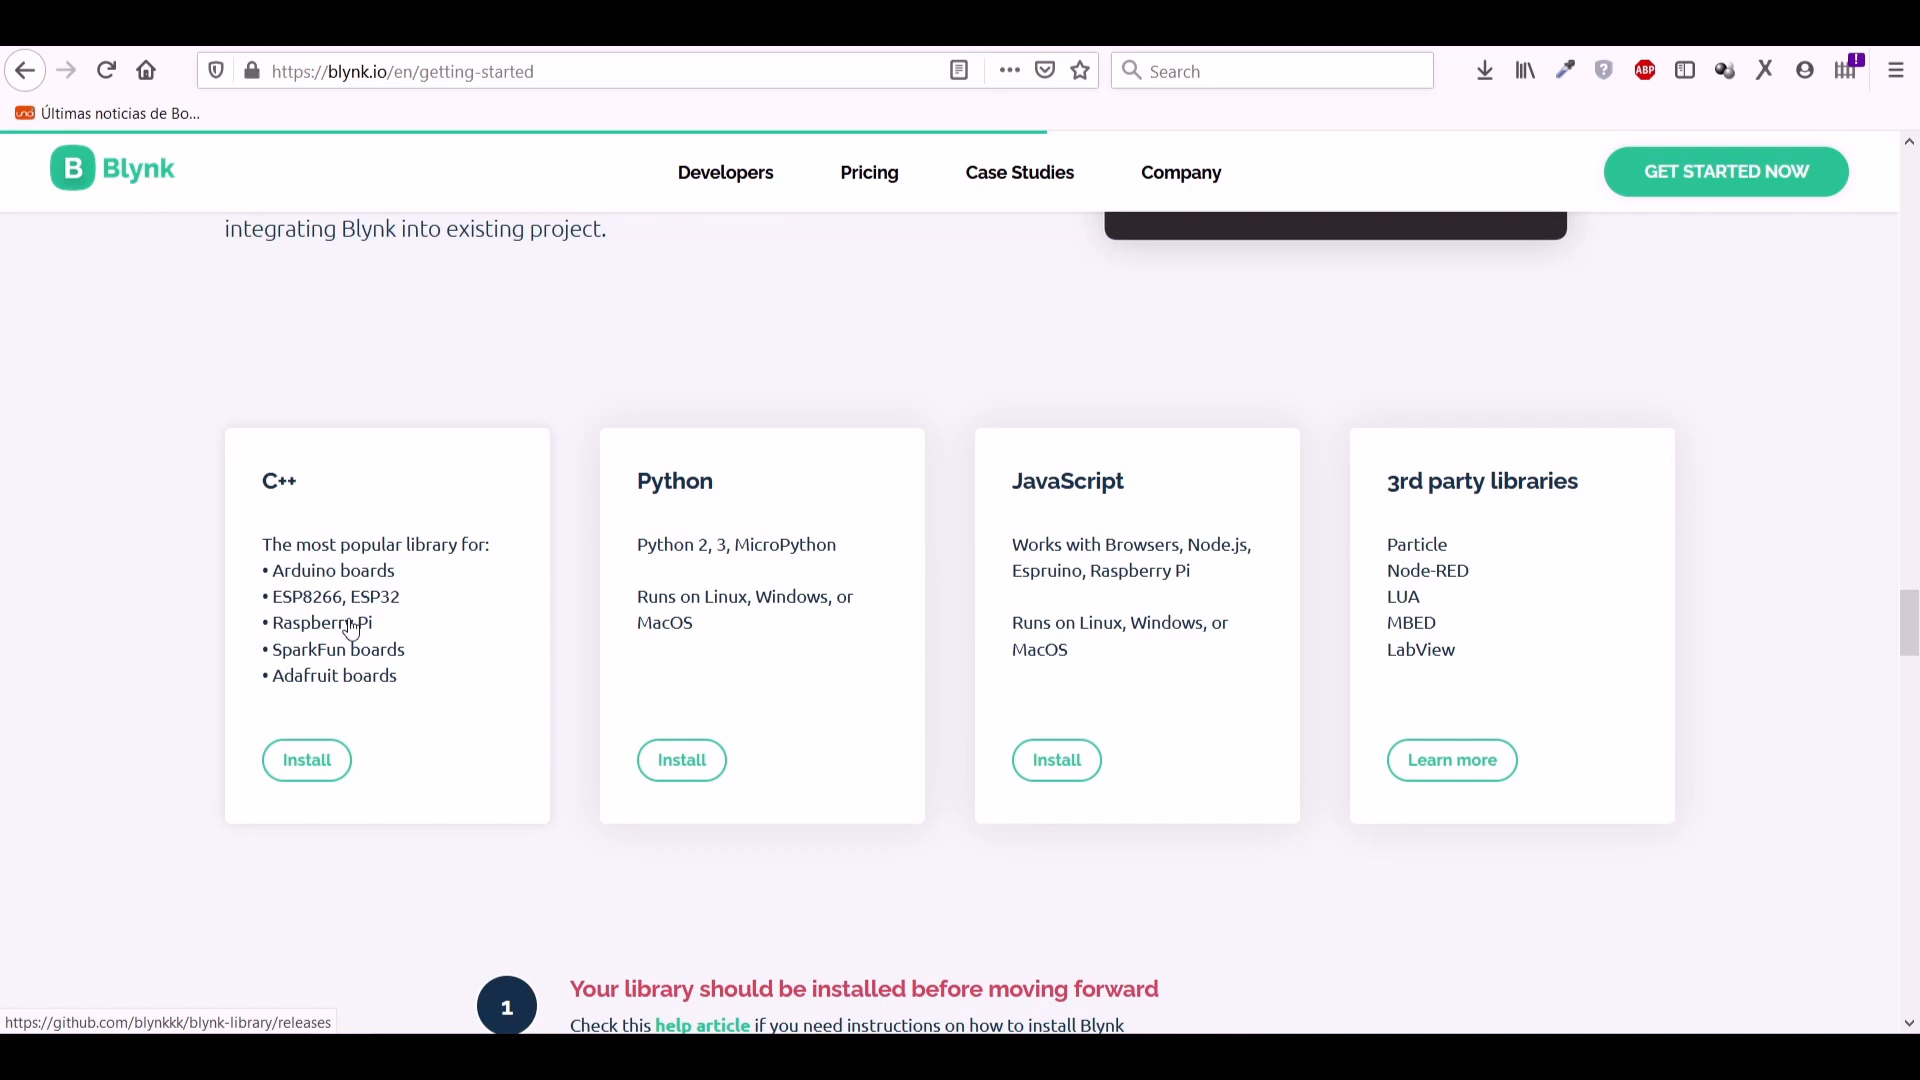 https://blynk.io/en/getting-started
Search
ABP
!
uno
Últimas noticias de Bo...
B Blynk
Developers
Pricing
Case Studies
Company
GET STARTED NOW
integrating Blynk into existing project.
C++
The most popular library for:
• Arduino boards
• ESP8266, ESP32
• Raspberry Pi
• SparkFun boards
• Adafruit boards
Install
Python
Python 2, 3, MicroPython
Runs on Linux, Windows, or
MacOS
Install
JavaScript
Works with Browsers, Node.js,
Espruino, Raspberry Pi
Runs on Linux, Windows, or
MacOS
Install
3rd party libraries
Particle
Node-RED
LUA
MBED
LabView
Learn more
1
Your library should be installed before moving forward
Check this help article if you need instructions on how to install Blynk
https://github.com/blynkkk/blynk-library/releases